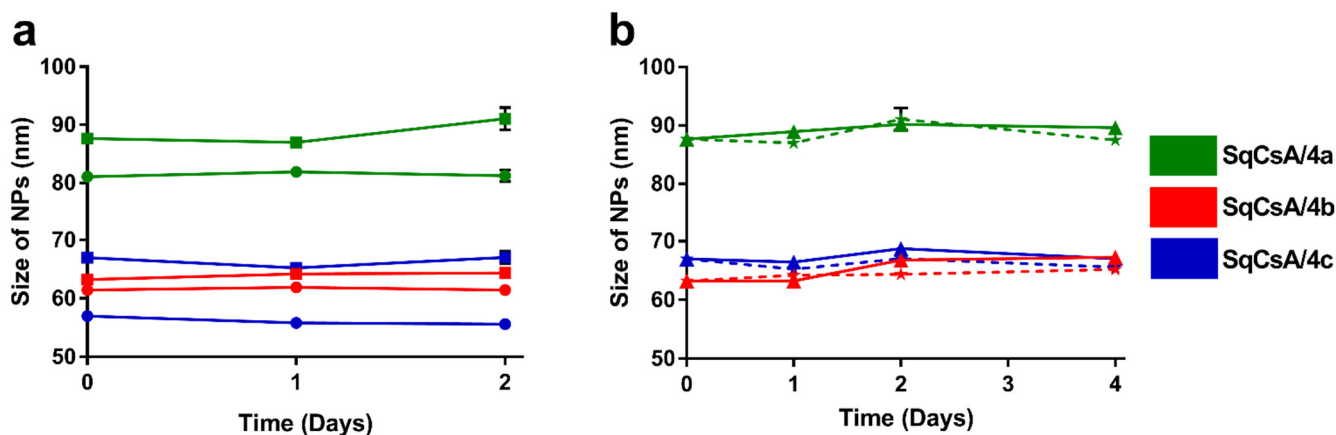 a
Size of NPs (nm)
100
90
80
70
60
50
0 1 2
Time (Days)
b
Size of NPs (nm)
100
90
80
70
60
50
0 1 2 3 4
Time (Days)
SqCsA/4a
SqCsA/4b
SqCsA/4c